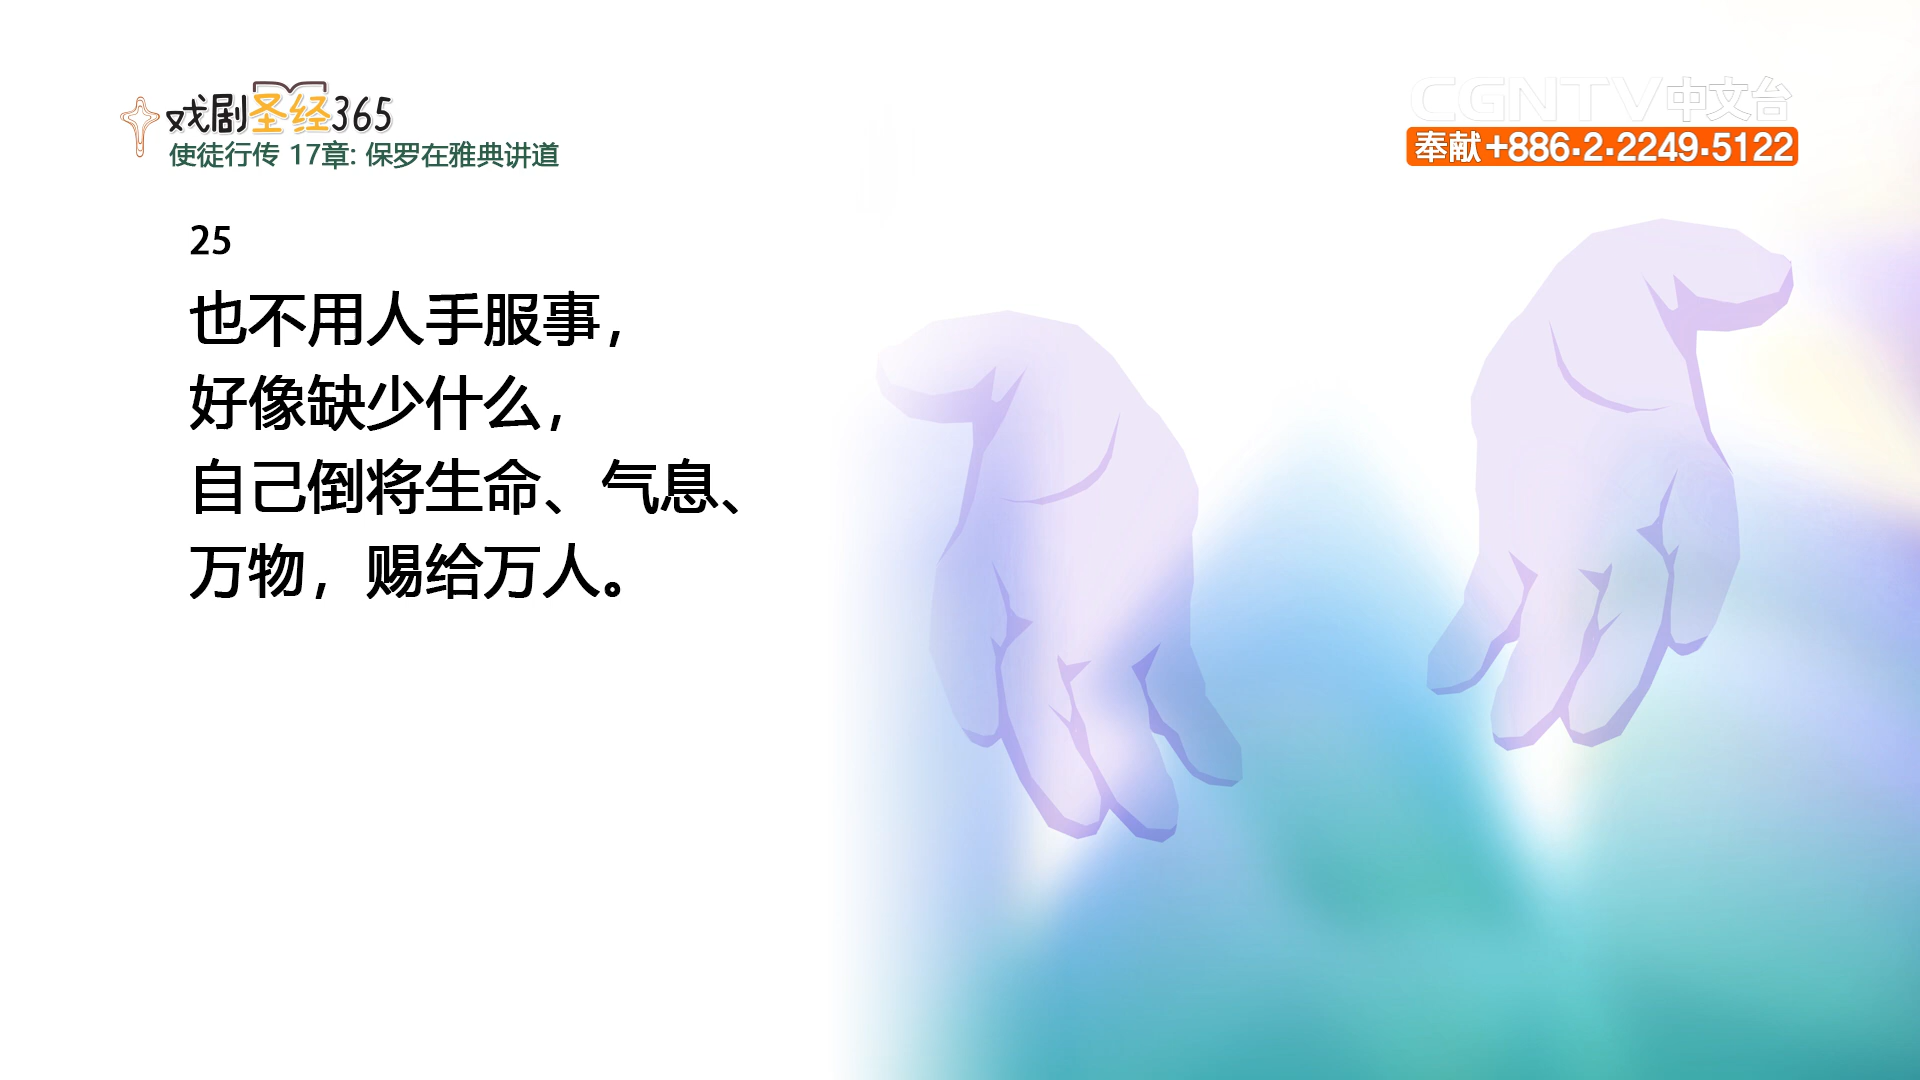 戏剧圣经365
使徒行传 17章: 保罗在雅典讲道
CGNTV中文台
奉献+886·2·2249·5122
25
也不用人手服事，
好像缺少什么，
自己倒将生命、气息、
万物，赐给万人。